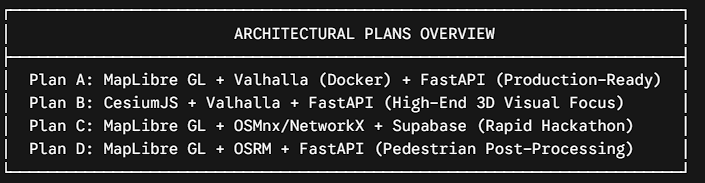 ARCHITECTURAL PLANS OVERVIEW
Plan A: MapLibre GL + Valhalla (Docker) + FastAPI (Production-Ready)
Plan B: CesiumJS + Valhalla + FastAPI (High-End 3D Visual Focus)
Plan C: MapLibre GL + OSMnx/NetworkX + Supabase (Rapid Hackathon)
Plan D: MapLibre GL + OSRM + FastAPI (Pedestrian Post-Processing)